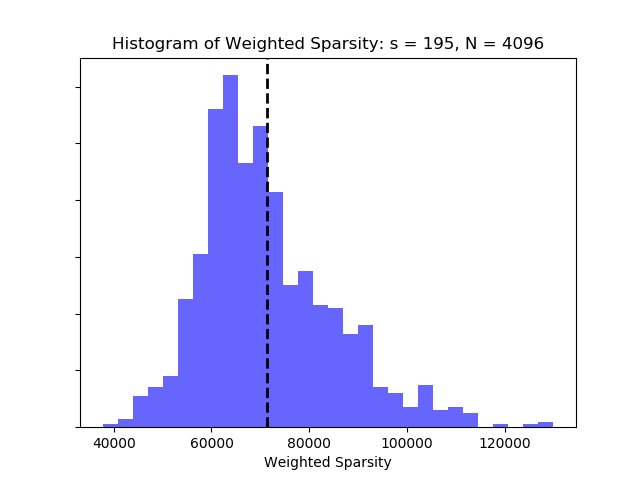 Histogram of Weighted Sparsity: s = 195, N = 4096
40000 60000 80000 100000 120000
Weighted Sparsity